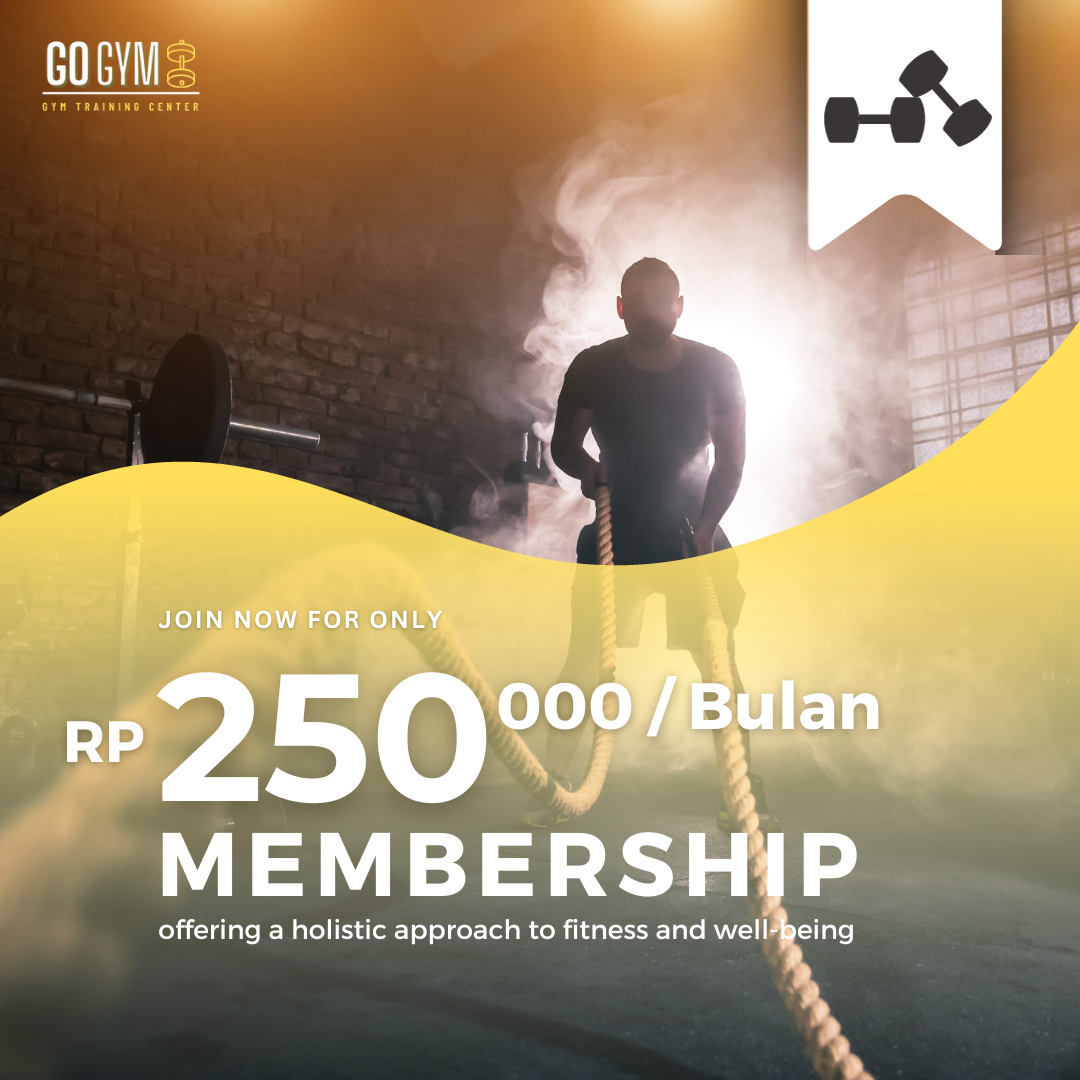 GO GYM
GYM TRAINING CENTER
JOIN NOW FOR ONLY
RP 250 000 / Bulan
MEMBERSHIP
offering a holistic approach to fitness and well-being